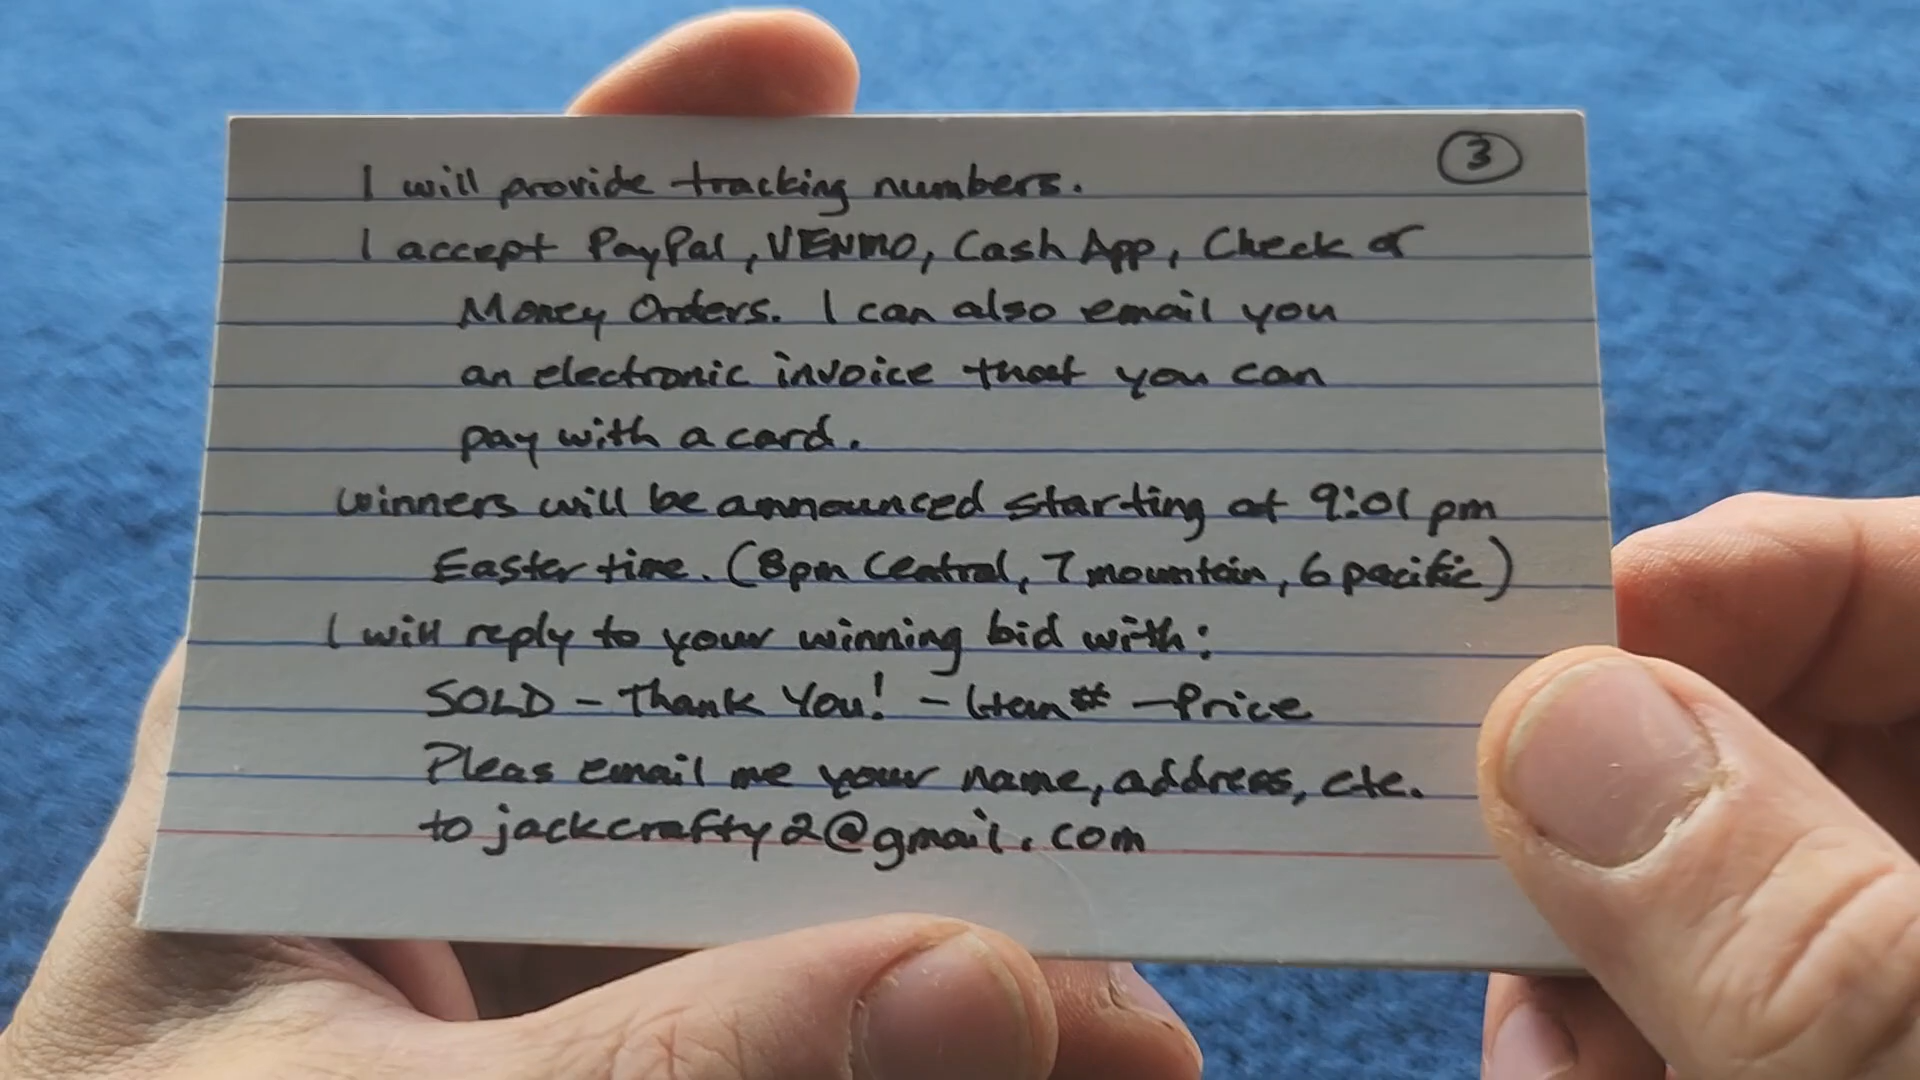 3
I will provide tracking numbers.
I accept PayPal, VENMO, Cash App, Check or
Money Orders. I can also email you
an electronic invoice that you can
pay with a card.
Winners will be announced starting at 9:01 pm
Easter time. (8pm Central, 7 mountain, 6 pacific)
I will reply to your winning bid with:
SOLD - Thank You! - Item # - Price
Pleas email me your name, address, etc.
to jackcrafty2@gmail.com